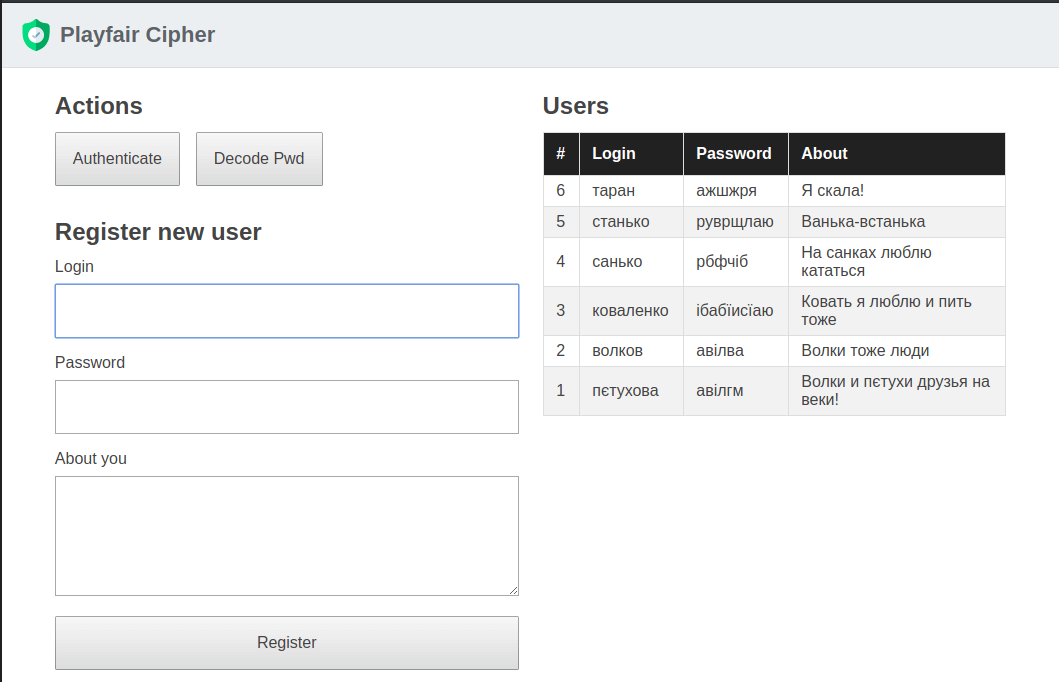 Playfair Cipher
Actions
Authenticate
Decode Pwd
Register new user
Login
Password
About you
Register
Users
# Login Password About
6 таран ажшжря Я скала!
5 станько руврщлаю Ванька-встанька
4 санько рбфчіб На санках люблю
кататься
3 коваленко ібабїисїаю Ковать я люблю и пить
тоже
2 волков авілва Волки тоже люди
1 пєтухова авілгм Волки и пєтухи друзья на
веки!